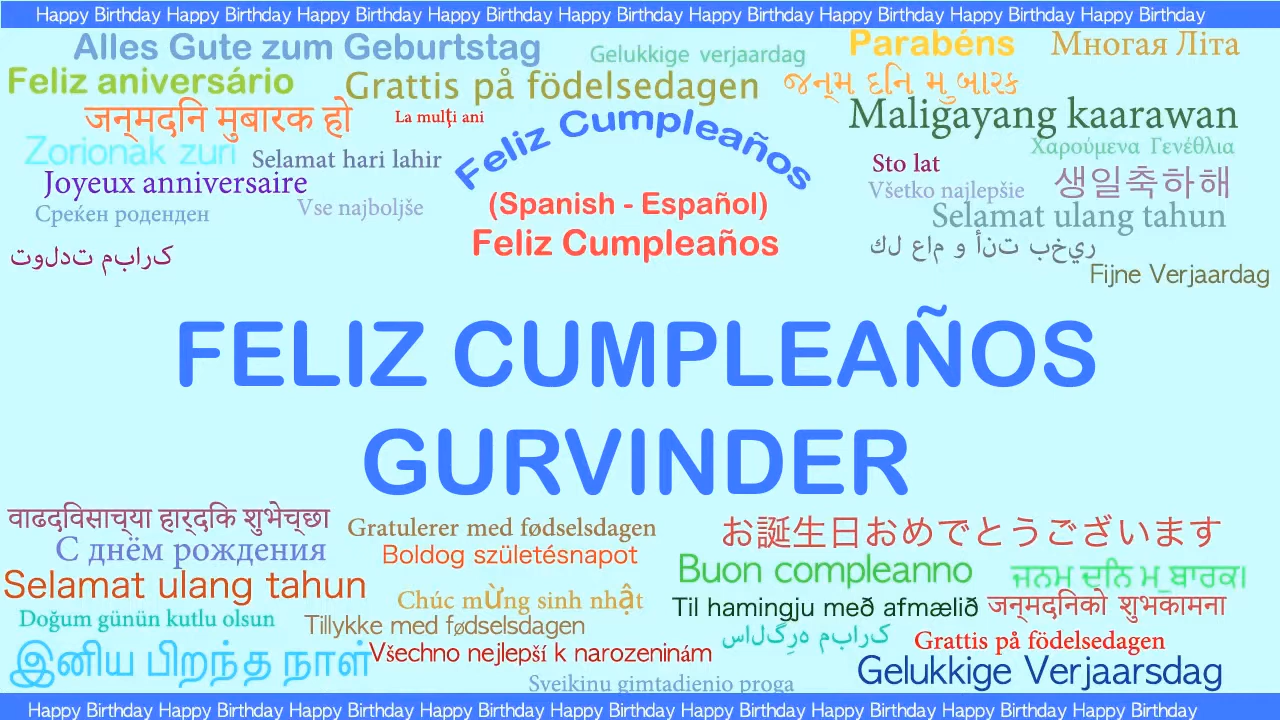 Happy Birthday Happy Birthday Happy Birthday Happy Birthday Happy Birthday Happy Birthday Happy Birthday Happy Birthday Happy Birthday
Alles Gute zum Geburtstag
Gelukkige verjaardag
Parabéns
Многая Літа
Feliz aniversário
Grattis på födelsedagen
જન્મ દિન મુબારક
जन्मदिन मुबारक हो
La mulţi ani
Feliz Cumpleaños
Maligayang kaarawan
Zorionak zuri
Selamat hari lahir
Χαρούμενα Γενέθλια
Sto lat
Joyeux anniversaire
(Spanish - Español)
Všetko najlepšie
생일축하해
Среќен роденден
Vse najboljše
Selamat ulang tahun
Feliz Cumpleaños
تولدت مبارک
كل عام و أنت بخير
Fijne Verjaardag
FELIZ CUMPLEAÑOS
GURVINDER
वाढदिवसाच्या हार्दिक शुभेच्छा
Gratulerer med fødselsdagen
お誕生日おめでとうございます
С днём рождения
Boldog születésnapot
Buon compleanno
ਜਨਮ ਦਿਨ ਮੁਬਾਰਕ।
Selamat ulang tahun
Chúc mừng sinh nhật
Til hamingju með afmælið
जन्मदिनको शुभकामना
Doğum günün kutlu olsun
Tillykke med fødselsdagen
سالگرہ مبارک
Grattis på födelsedagen
இனிய பிறந்த நாள்
Všechno nejlepší k narozeninám
Gelukkige Verjaarsdag
Sveikinu gimtadienio proga
Happy Birthday Happy Birthday Happy Birthday Happy Birthday Happy Birthday Happy Birthday Happy Birthday Happy Birthday Happy Birthday